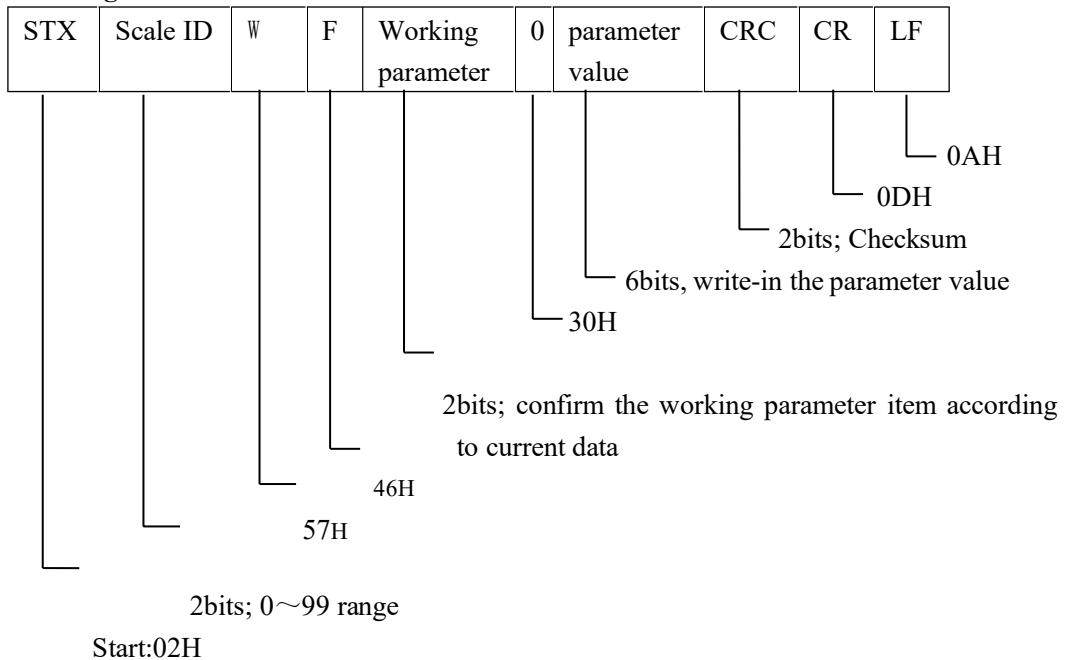 STX Scale ID W F Working parameter 0 parameter value CRC CR LF
0AH
0DH
2bits; Checksum
6bits, write-in the parameter value
30H
2bits; confirm the working parameter item according
to current data
46H
57H
2bits; 0～99 range
Start:02H